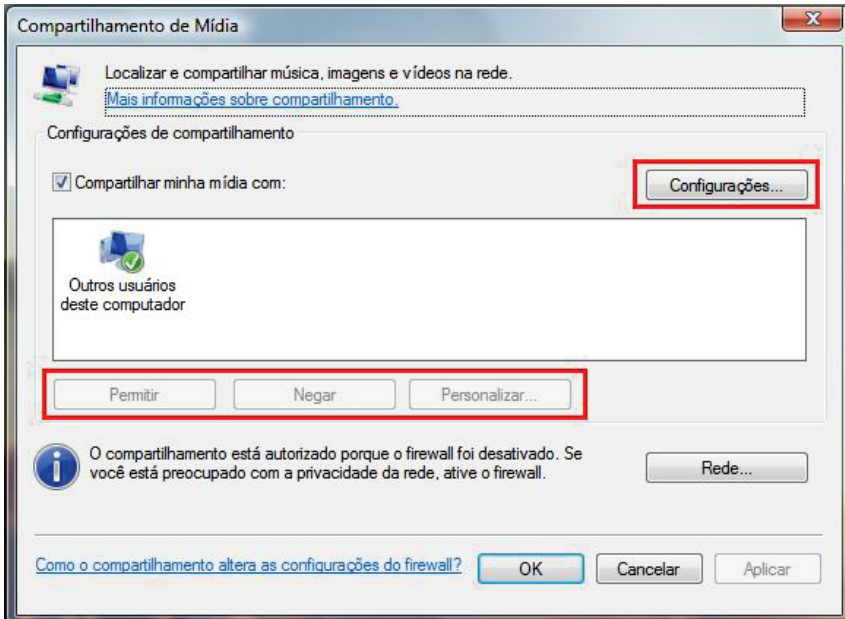 Compartilhamento de Mídia
Localizar e compartilhar música, imagens e vídeos na rede.
Mais informações sobre compartilhamento.
Configurações de compartilhamento
Compartilhar minha mídia com:
Configurações...
Outros usuários
deste computador
Permitir
Negar
Personalizar...
O compartilhamento está autorizado porque o firewall foi desativado. Se
você está preocupado com a privacidade da rede, ative o firewall.
Rede...
Como o compartilhamento altera as configurações do firewall?
OK
Cancelar
Aplicar